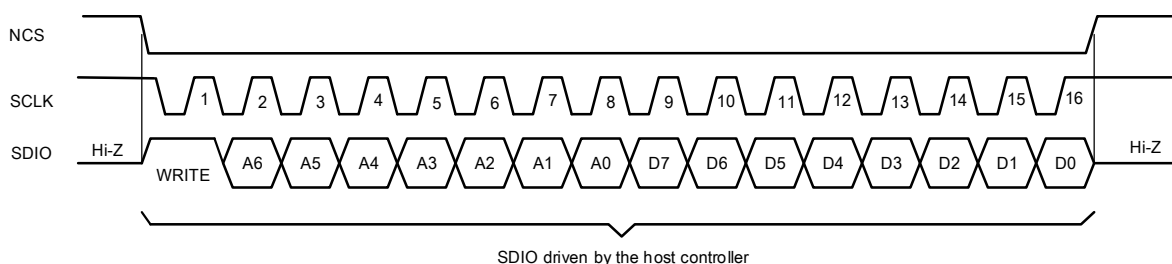 NCS
SCLK 1 2 3 4 5 6 7 8 9 10 11 12 13 14 15 16
SDIO Hi-Z WRITE A6 A5 A4 A3 A2 A1 A0 D7 D6 D5 D4 D3 D2 D1 D0 Hi-Z
SDIO driven by the host controller